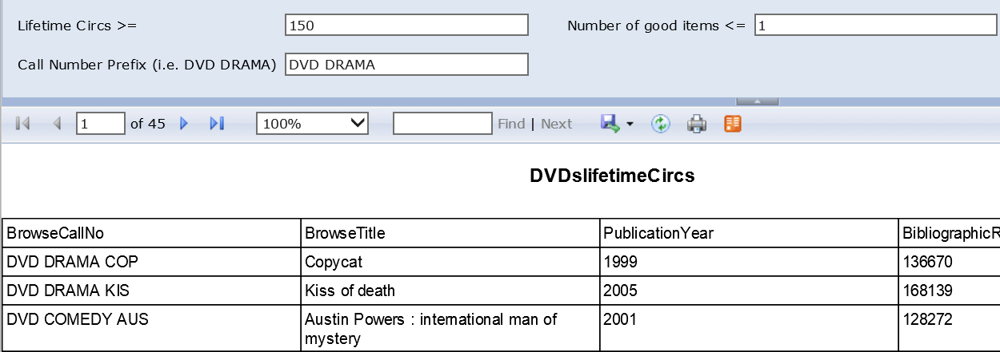 Lifetime Circs >= 150 Number of good items <= 1
Call Number Prefix (i.e. DVD DRAMA) DVD DRAMA
1 of 45 100% Find | Next
DVDslifetimeCircs
BrowseCallNo BrowseTitle PublicationYear BibliographicR
DVD DRAMA COP Copycat 1999 136670
DVD DRAMA KIS Kiss of death 2005 168139
DVD COMEDY AUS Austin Powers : international man of 2001 128272
mystery